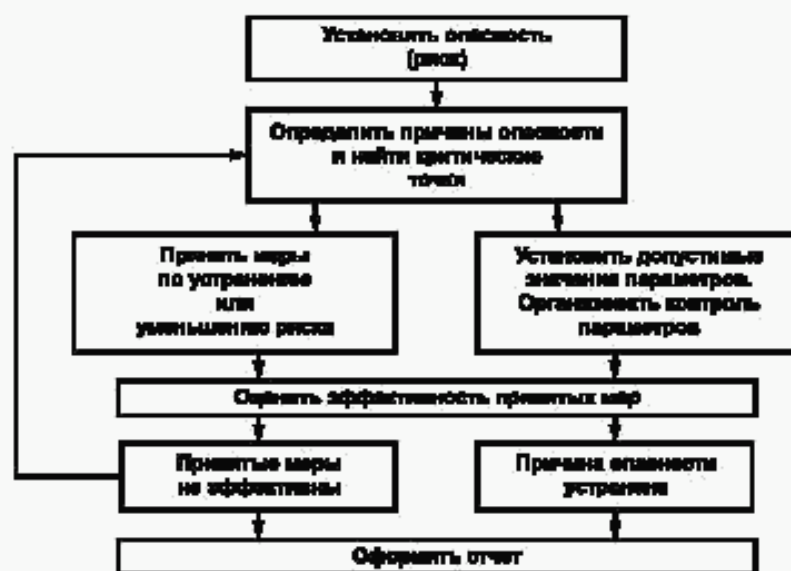 Установить опасность
(риск)
Определить причины опасности
и найти критические
точки
Принять меры
по устранению
или
уменьшению риска
Установить допустимые
значения параметров.
Организовать контроль
параметров
Оценить эффективность принятых мер
Принятые меры
не эффективны
Причина опасности
устранена
Оформить отчет